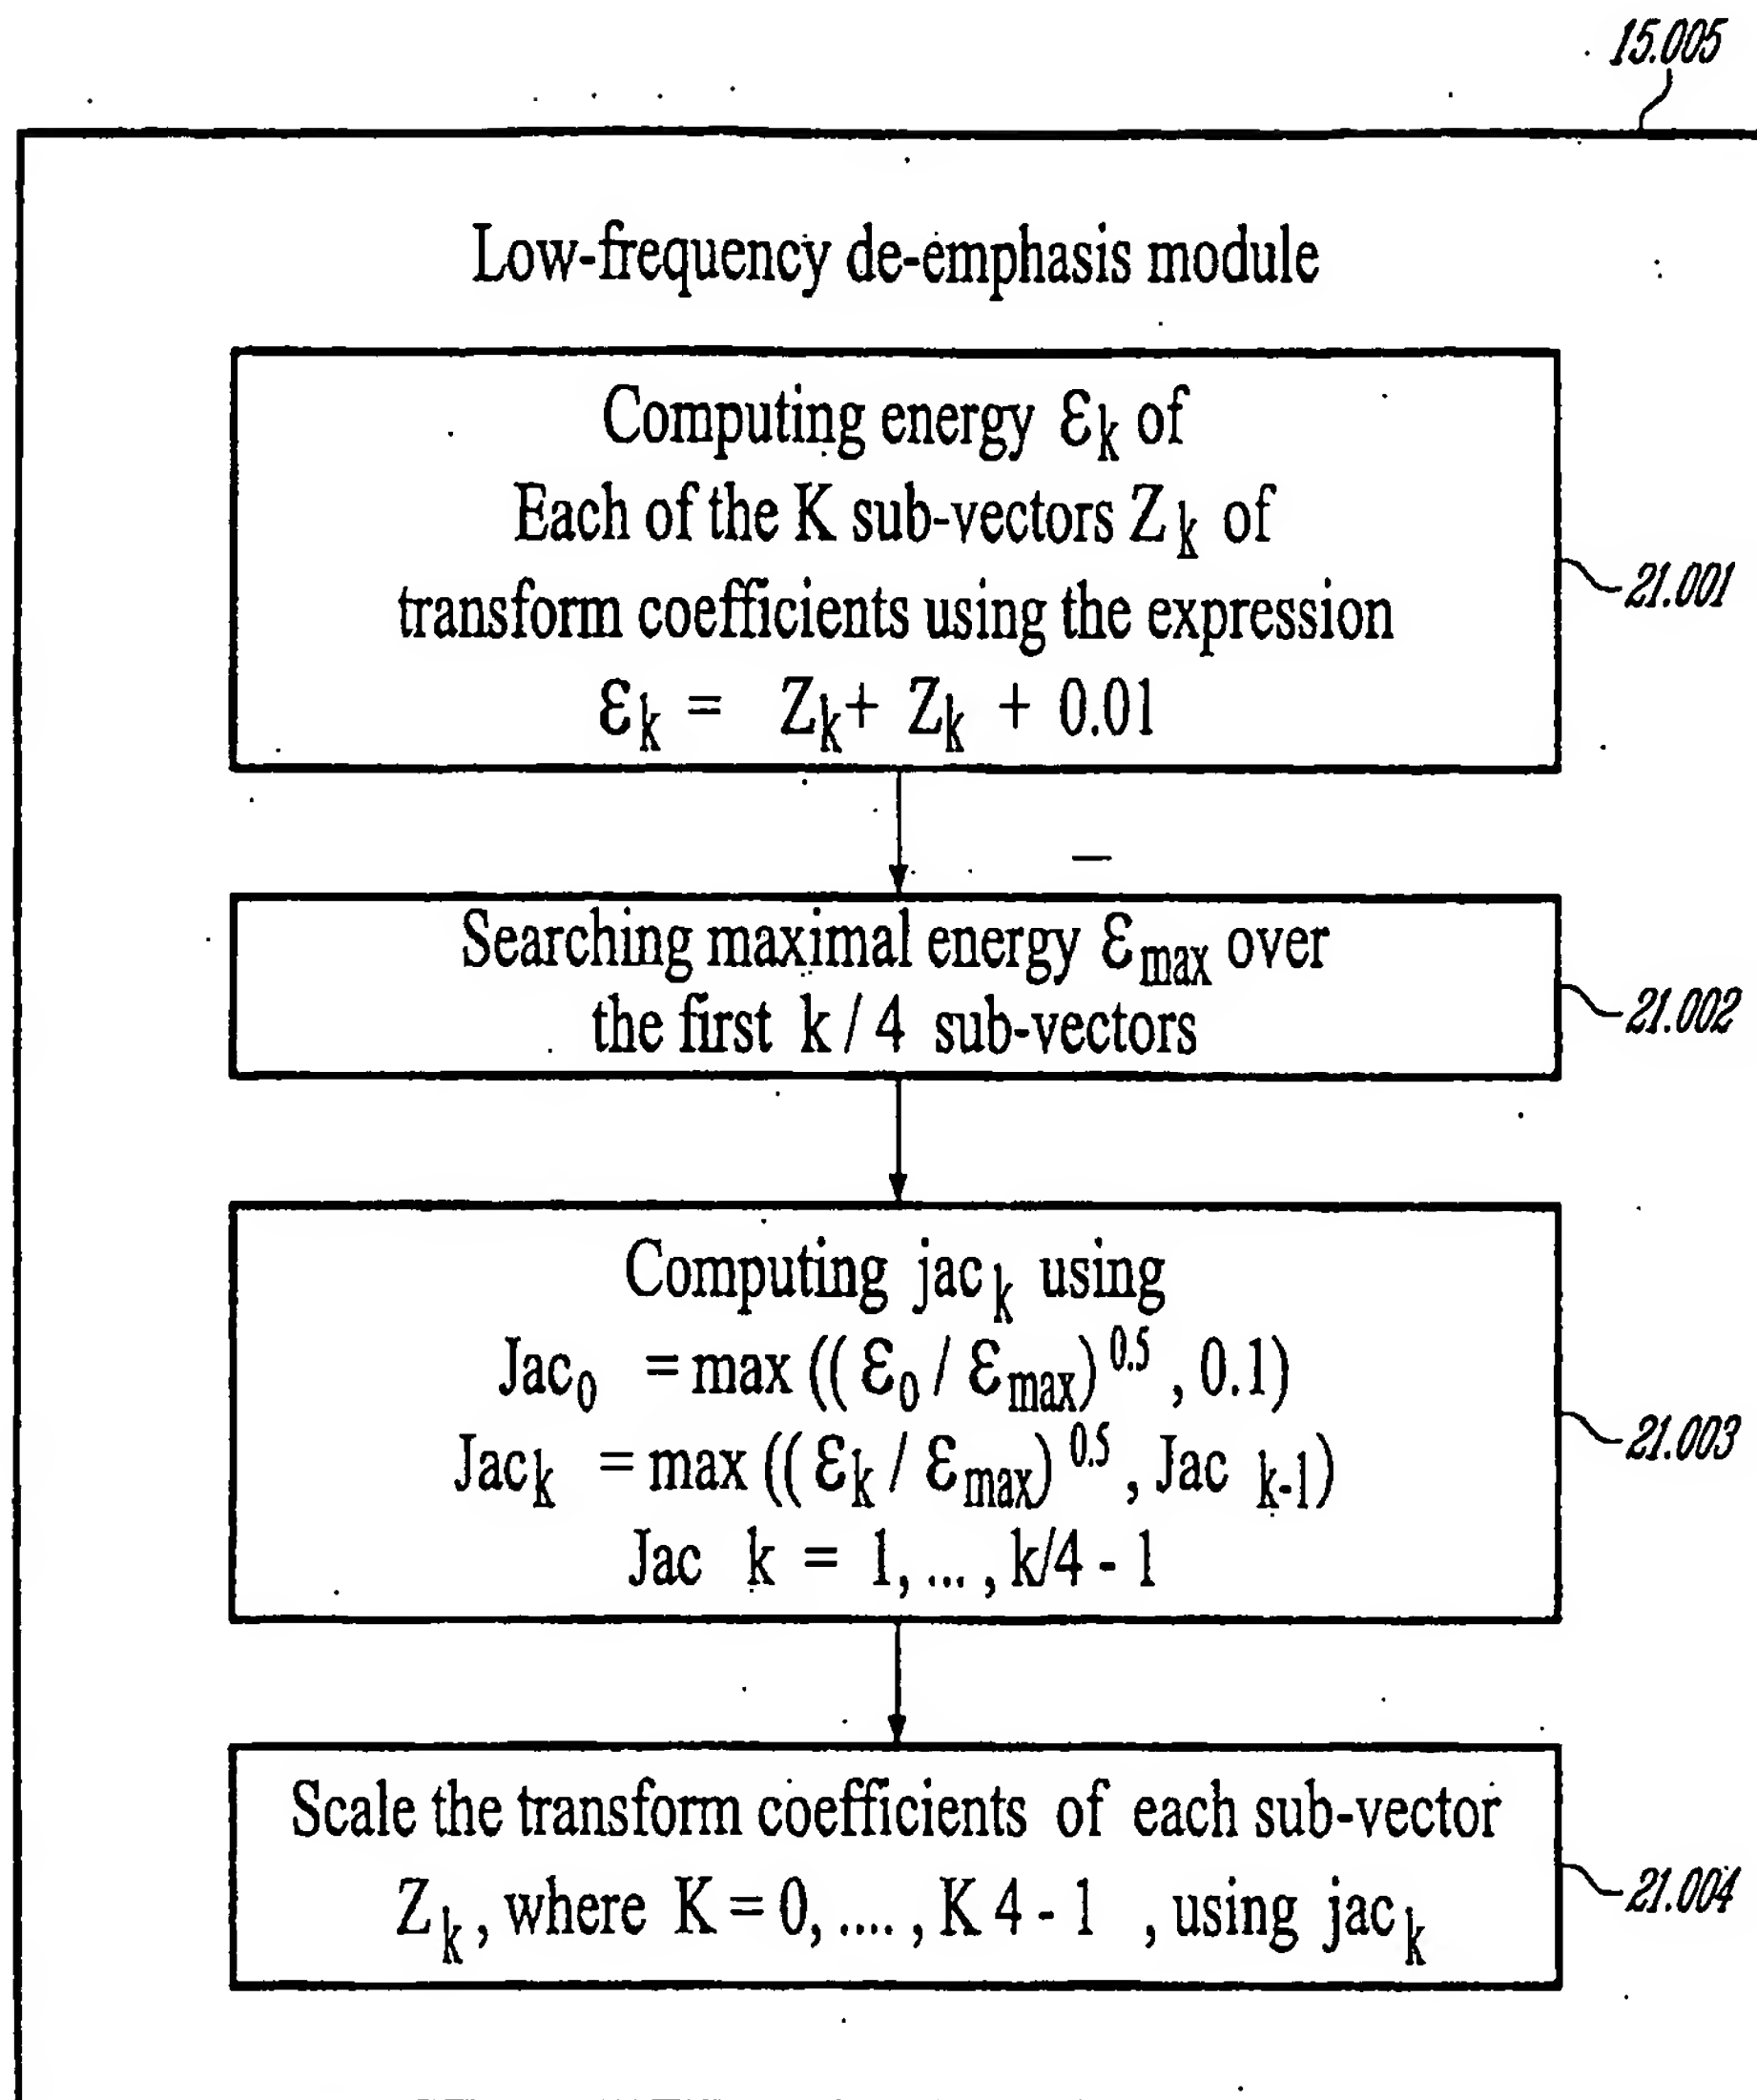 15.005
Low-frequency de-emphasis module
Computing energy εk of
Each of the K sub-vectors Zk of
transform coefficients using the expression
εk = Zk+ Zk + 0.01
21.001
Searching maximal energy εmax over
the first k / 4 sub-vectors
21.002
Computing jack using
Jac0 = max (( ε0 / εmax) 0.5 , 0.1)
Jack = max (( εk / εmax) 0.5 , Jac k-1)
Jac k = 1, ... , k/4 - 1
21.003
Scale the transform coefficients of each sub-vector
Zk, where K = 0, .... , K 4 - 1 , using jack
21.004